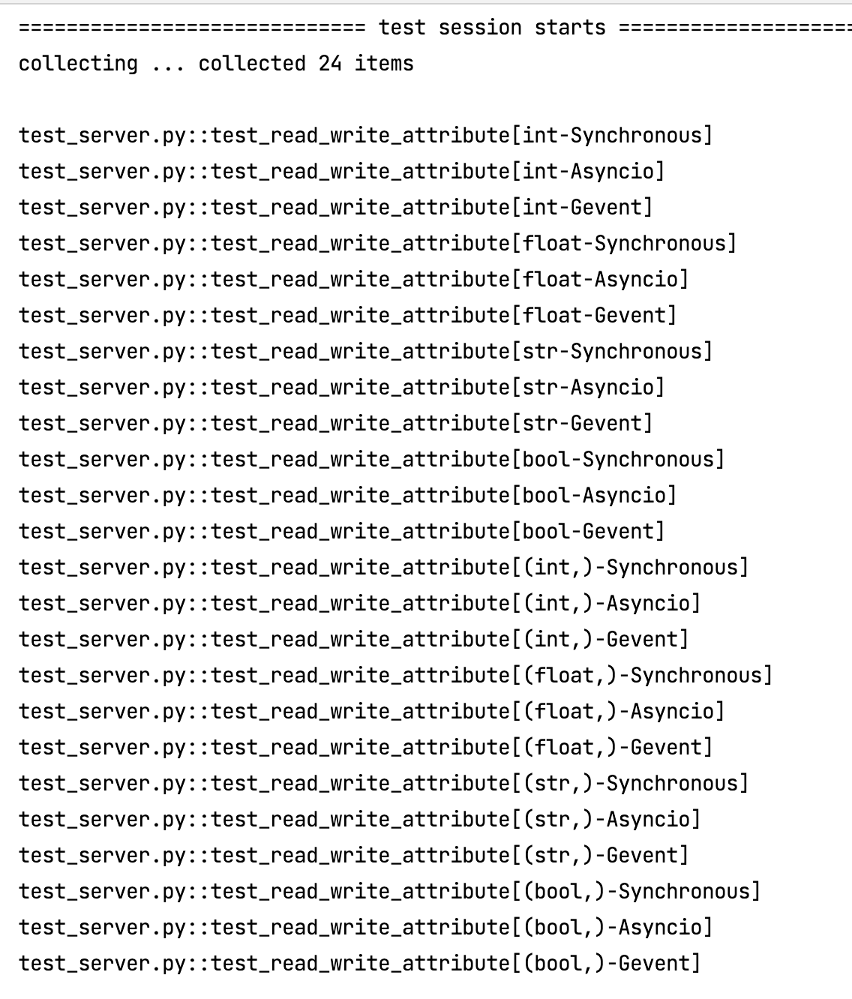 ============================= test session starts ====================
collecting ... collected 24 items
test_server.py::test_read_write_attribute[int-Synchronous]
test_server.py::test_read_write_attribute[int-Asyncio]
test_server.py::test_read_write_attribute[int-Gevent]
test_server.py::test_read_write_attribute[float-Synchronous]
test_server.py::test_read_write_attribute[float-Asyncio]
test_server.py::test_read_write_attribute[float-Gevent]
test_server.py::test_read_write_attribute[str-Synchronous]
test_server.py::test_read_write_attribute[str-Asyncio]
test_server.py::test_read_write_attribute[str-Gevent]
test_server.py::test_read_write_attribute[bool-Synchronous]
test_server.py::test_read_write_attribute[bool-Asyncio]
test_server.py::test_read_write_attribute[bool-Gevent]
test_server.py::test_read_write_attribute[(int,)-Synchronous]
test_server.py::test_read_write_attribute[(int,)-Asyncio]
test_server.py::test_read_write_attribute[(int,)-Gevent]
test_server.py::test_read_write_attribute[(float,)-Synchronous]
test_server.py::test_read_write_attribute[(float,)-Asyncio]
test_server.py::test_read_write_attribute[(float,)-Gevent]
test_server.py::test_read_write_attribute[(str,)-Synchronous]
test_server.py::test_read_write_attribute[(str,)-Asyncio]
test_server.py::test_read_write_attribute[(str,)-Gevent]
test_server.py::test_read_write_attribute[(bool,)-Synchronous]
test_server.py::test_read_write_attribute[(bool,)-Asyncio]
test_server.py::test_read_write_attribute[(bool,)-Gevent]